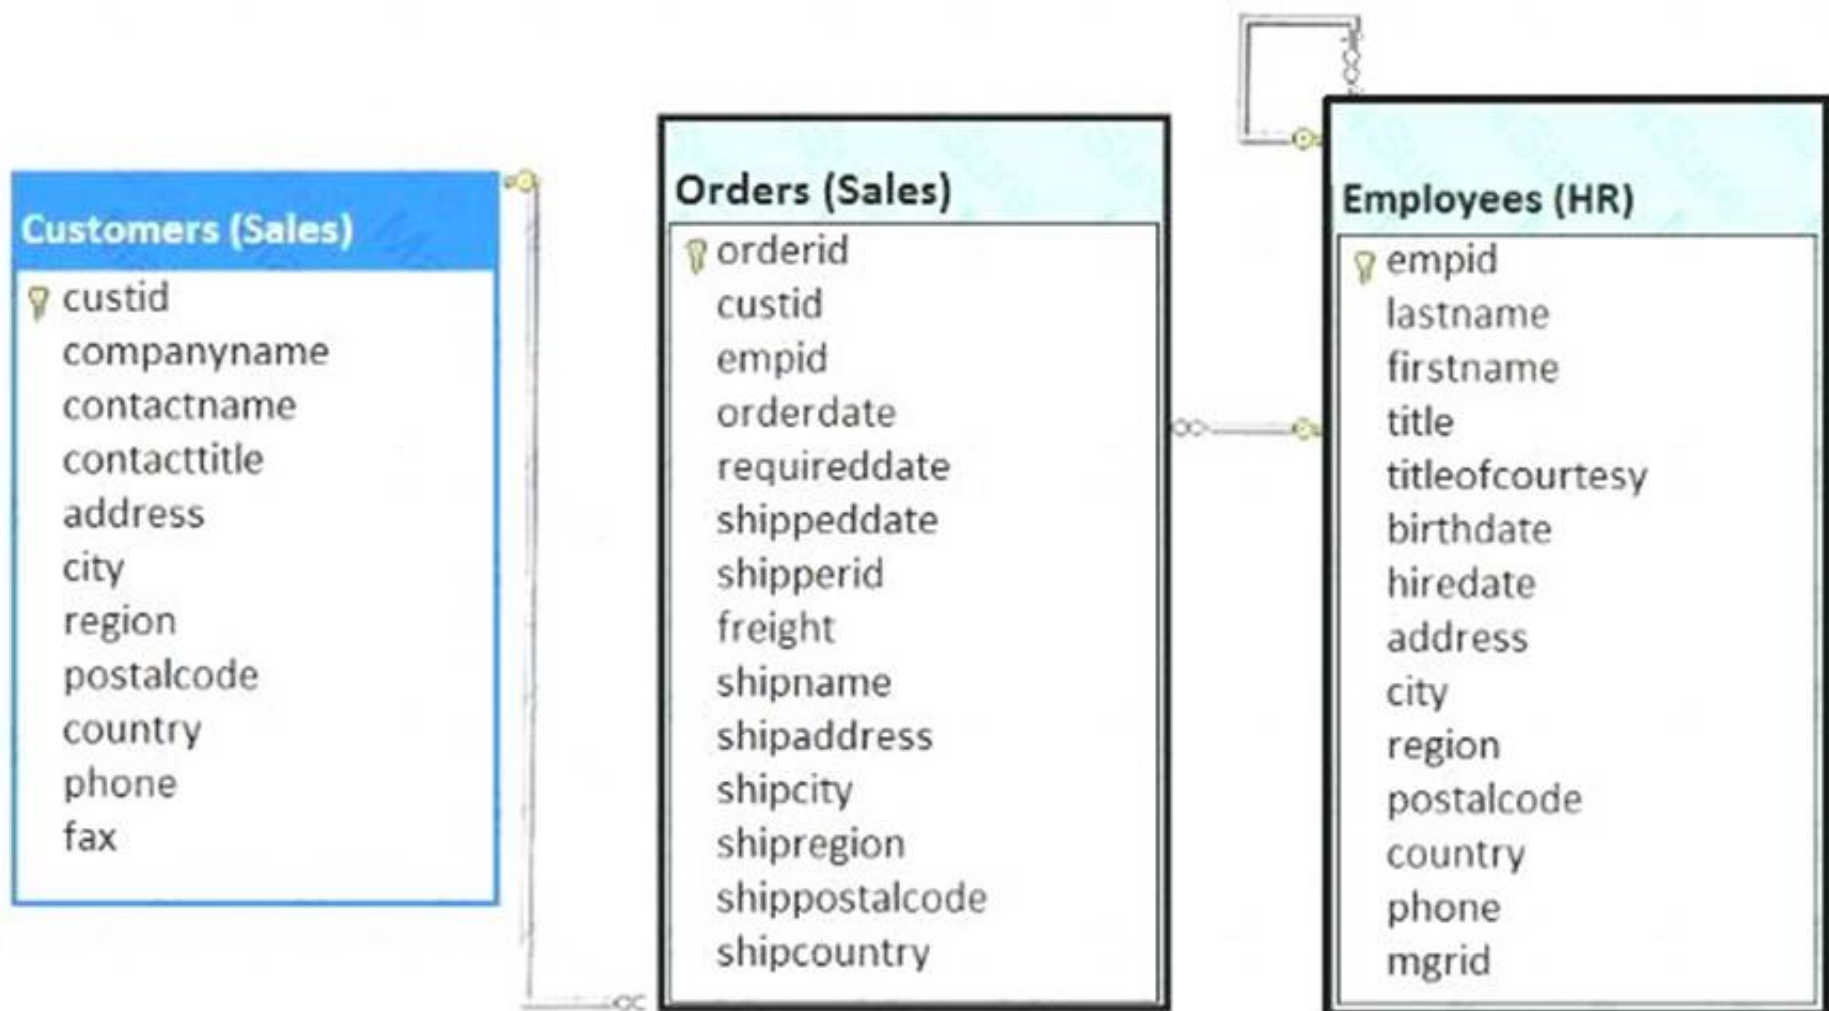 Customers (Sales)
custid
companyname
contactname
contacttitle
address
city
region
postalcode
country
phone
fax
Orders (Sales)
orderid
custid
empid
orderdate
requireddate
shippeddate
shipperid
freight
shipname
shipaddress
shipcity
shipregion
shippostalcode
shipcountry
Employees (HR)
empid
lastname
firstname
title
titleofcourtesy
birthdate
hiredate
address
city
region
postalcode
country
phone
mgrid